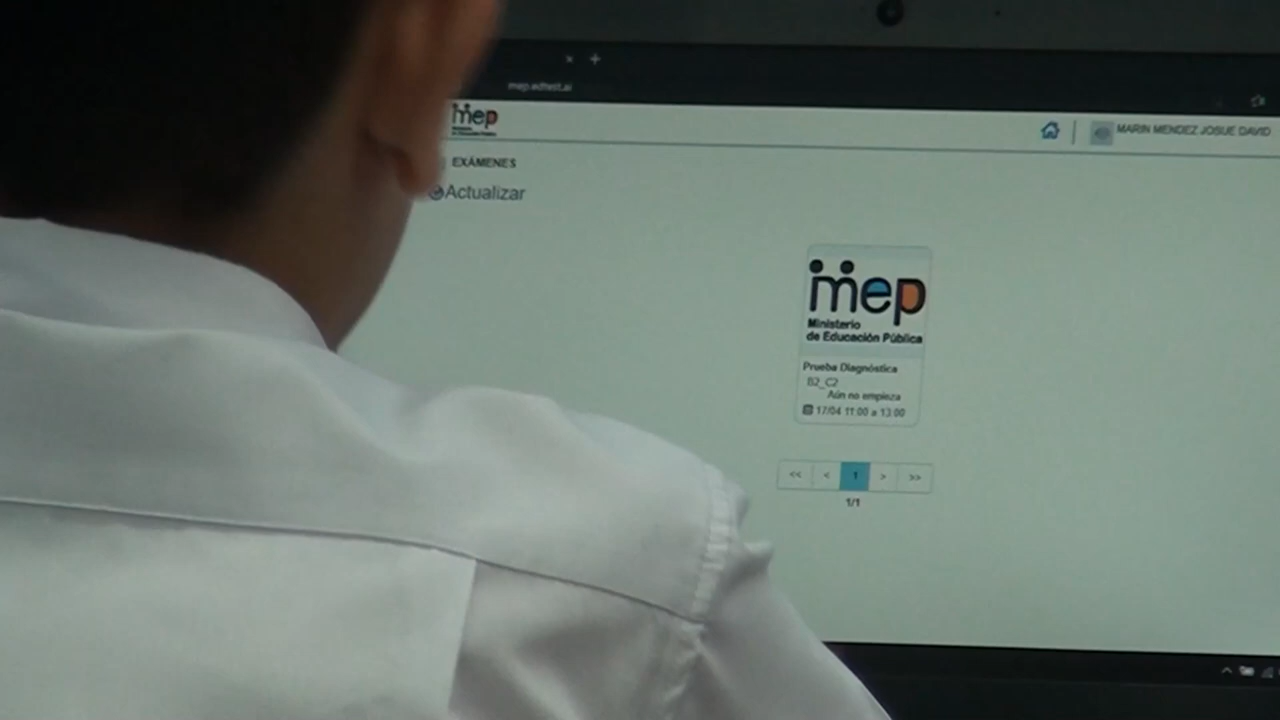 mep.edtest.ai
mep
MARIN MENDEZ JOSUE DAVID
EXÁMENES
Actualizar
mep
Ministerio
de Educación Pública
Prueba Diagnóstica
B2_C2
Aún no empieza
17/04 11:00 a 13:00
<< < 1 > >>
1/1